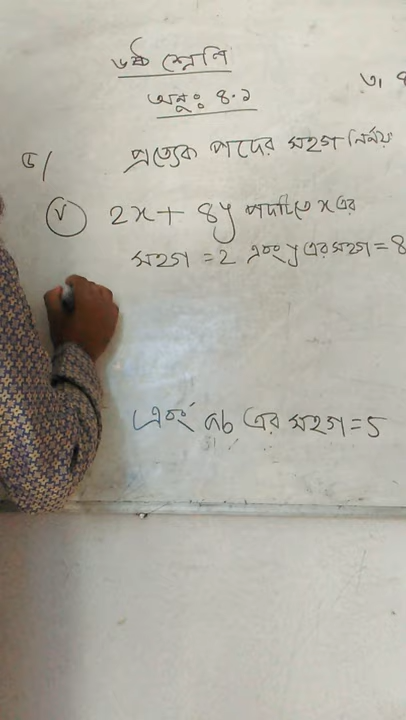 ৬ষ্ঠ শ্রেণি
অনু: ৪.১
৩,
৫/ প্রত্যেক পদের সহগ নির্ণয়
(v) 2x + 8y পদটিতে x এর
সহগ = 2 এবং y এর সহগ = 8
এবং ab এর সহগ = 5